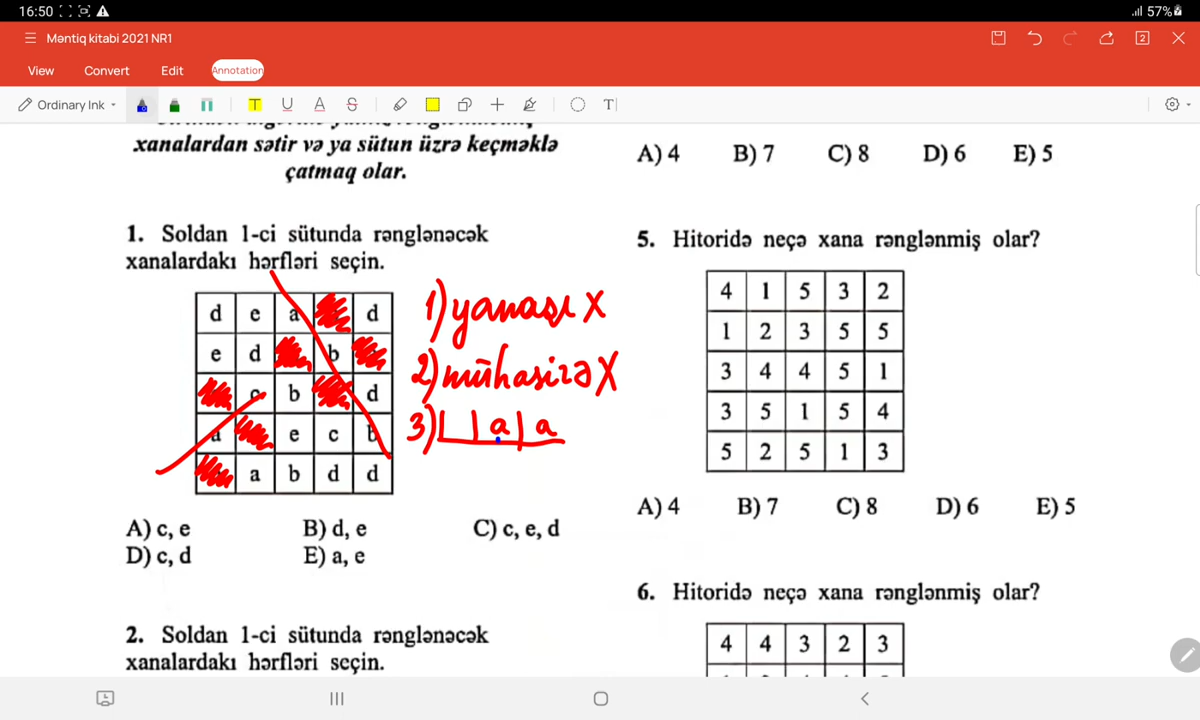 16:50
57%
Məntiq kitabi 2021 NR1
2
View Convert Edit Annotation
Ordinary Ink
T U A S T
xanalardan sətir və ya sütun üzrə keçməklə
çatmaq olar.
1. Soldan 1-ci sütunda rənglənəcək
xanalardakı hərfləri seçin.
d e a d
e d b
c b d
a e c b
a b d d
1) yanaşı X
2) mühasirə X
3) a a
A) c, e B) d, e C) c, e, d
D) c, d E) a, e
2. Soldan 1-ci sütunda rənglənəcək
xanalardakı hərfləri seçin.
A) 4 B) 7 C) 8 D) 6 E) 5
5. Hitoridə neçə xana rənglənmiş olar?
4 1 5 3 2
1 2 3 5 5
3 4 4 5 1
3 5 1 5 4
5 2 5 1 3
A) 4 B) 7 C) 8 D) 6 E) 5
6. Hitoridə neçə xana rənglənmiş olar?
4 4 3 2 3